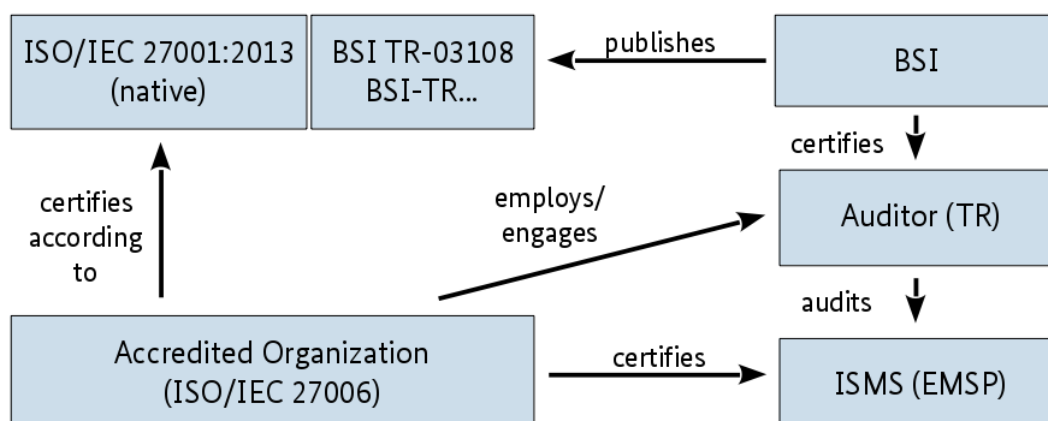 ISO/IEC 27001:2013
(native)
BSI TR-03108
BSI-TR...
publishes
BSI
certifies
certifies
according
to
employs/
engages
Auditor (TR)
audits
Accredited Organization
(ISO/IEC 27006)
certifies
ISMS (EMSP)